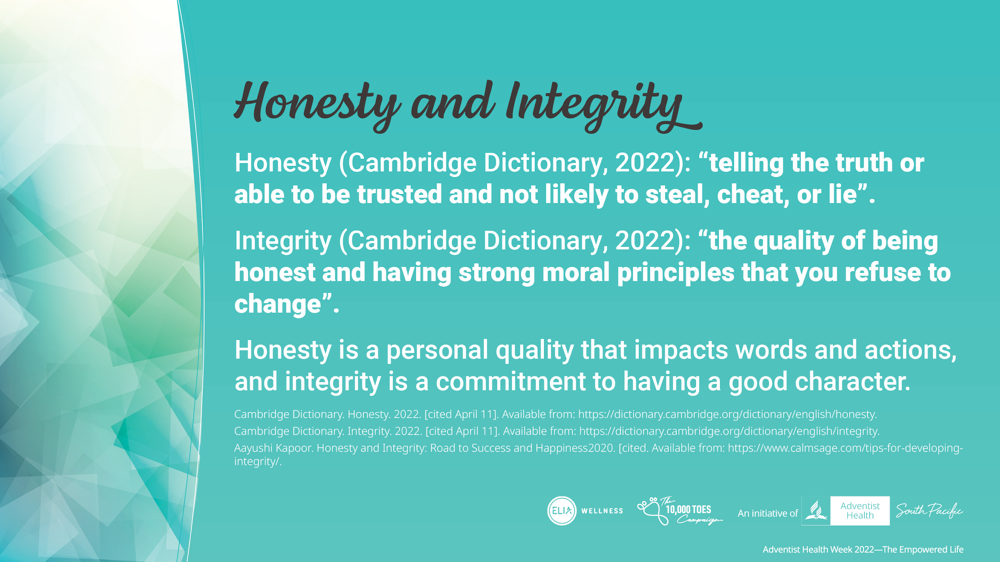 Honesty and Integrity
Honesty (Cambridge Dictionary, 2022): “telling the truth or
able to be trusted and not likely to steal, cheat, or lie”.
Integrity (Cambridge Dictionary, 2022): “the quality of being
honest and having strong moral principles that you refuse to
change”.
Honesty is a personal quality that impacts words and actions,
and integrity is a commitment to having a good character.
Cambridge Dictionary. Honesty. 2022. [cited April 11]. Available from: https://dictionary.cambridge.org/dictionary/english/honesty.
Cambridge Dictionary. Integrity. 2022. [cited April 11]. Available from: https://dictionary.cambridge.org/dictionary/english/integrity.
Aayushi Kapoor. Honesty and Integrity: Road to Success and Happiness2020. [cited. Available from: https://www.calmsage.com/tips-for-developing-
integrity/.
ELIA WELLNESS
The
10,000 TOES
Campaign
An initiative of
Adventist
Health
South Pacific
Adventist Health Week 2022—The Empowered Life